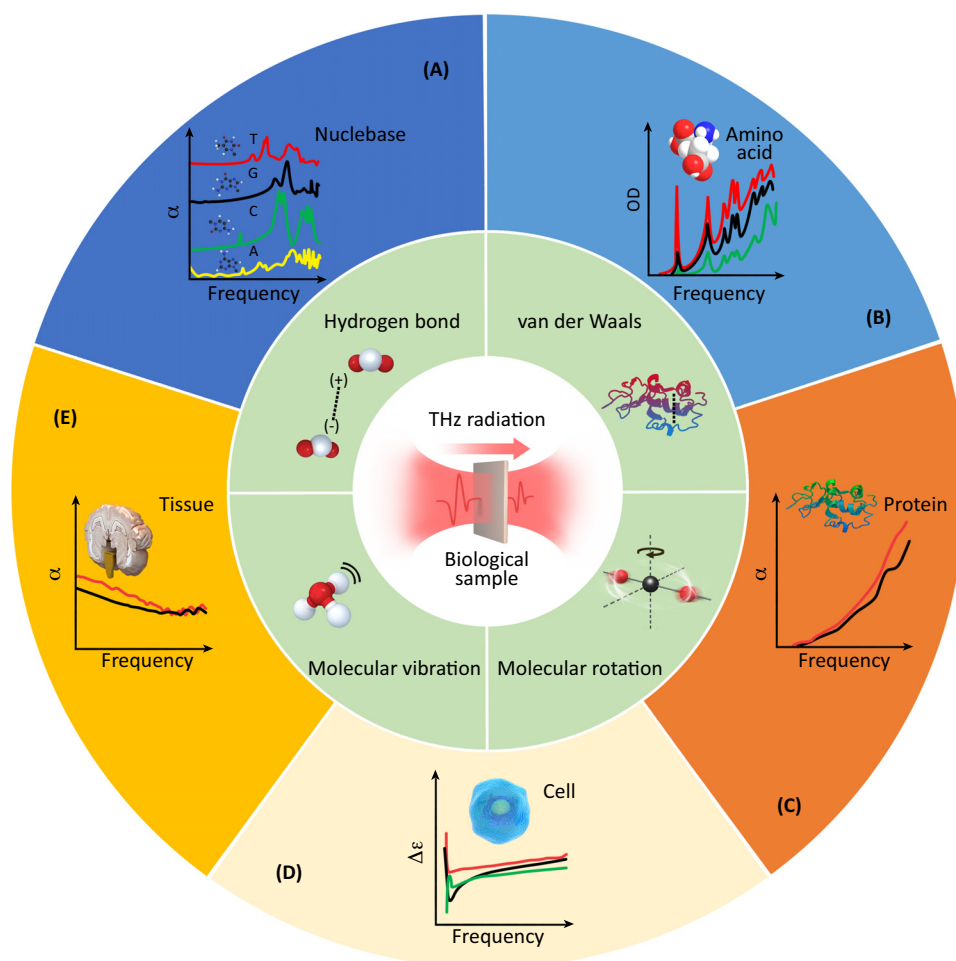 (A)
T
Nuclebase
G
C
A
α
Frequency
Amino
acid
OD
Frequency
(B)
Hydrogen bond
(+)
(-)
van der Waals
THz radiation
Biological
sample
Molecular vibration
Molecular rotation
(E)
Tissue
α
Frequency
Protein
α
Frequency
(C)
Cell
Δε
Frequency
(D)